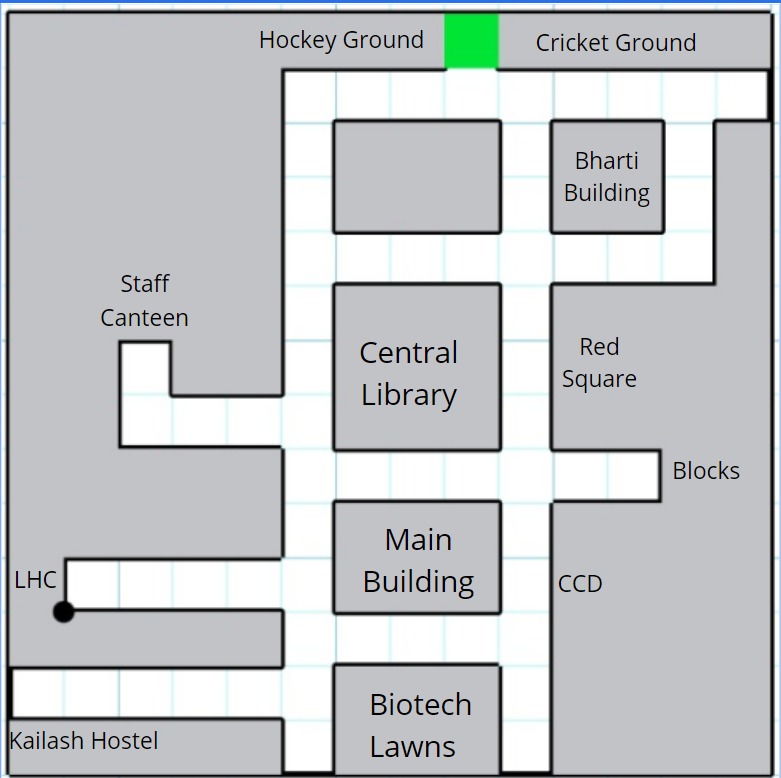 Hockey Ground
Cricket Ground
Bharti
Building
Staff
Canteen
Central
Library
Red
Square
Blocks
Main
Building
LHC
CCD
Biotech
Lawns
Kailash Hostel